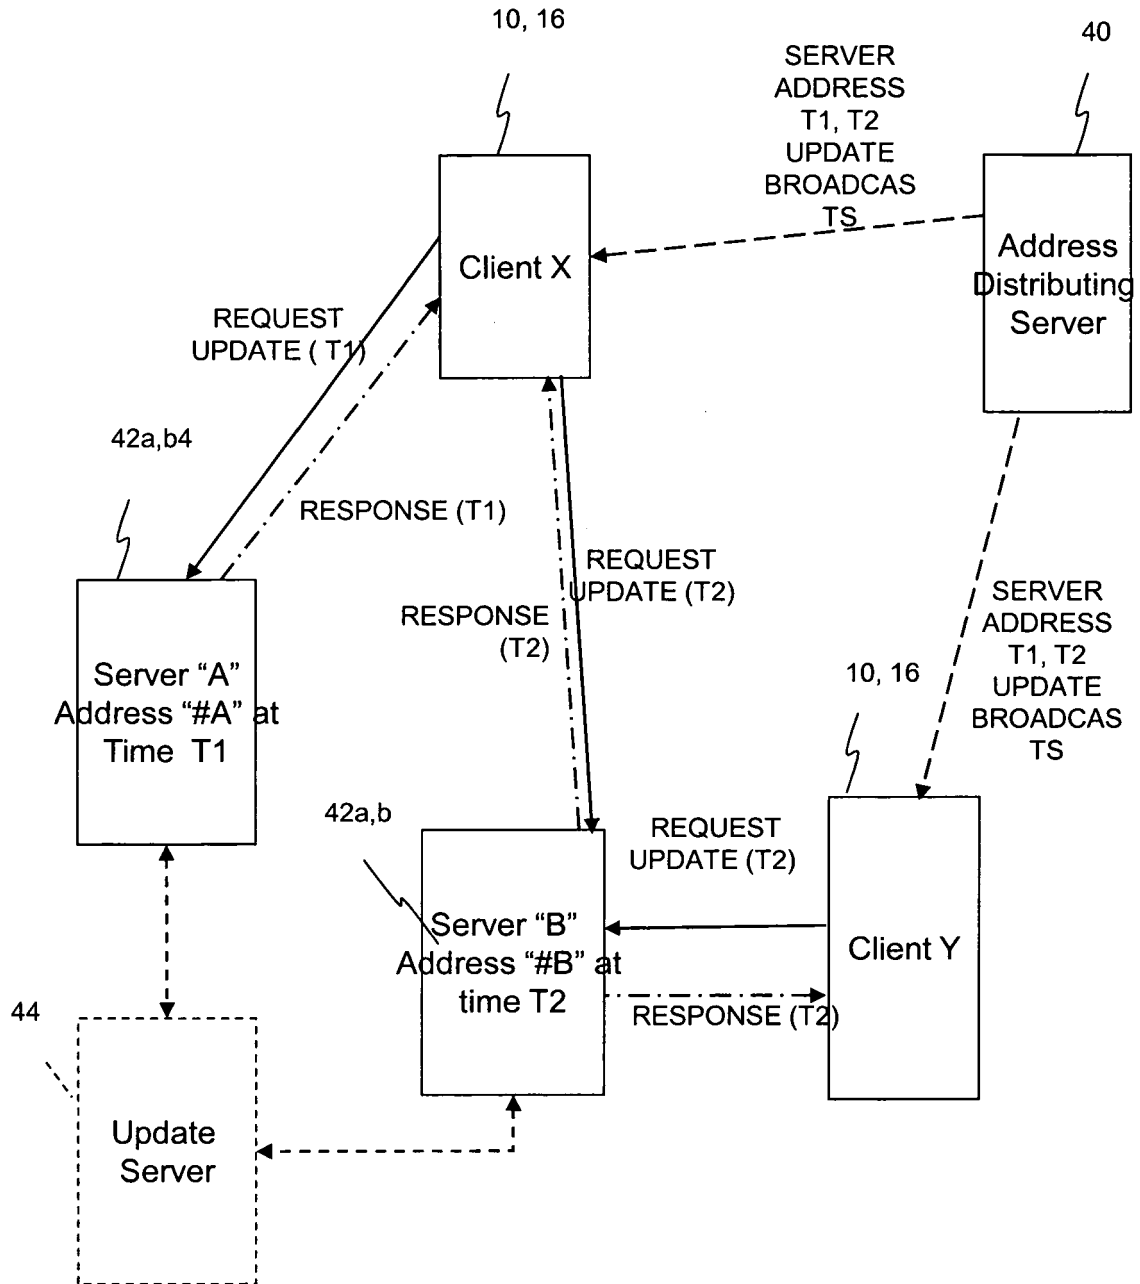 10, 16
40
SERVER
ADDRESS
T1, T2
UPDATE
BROADCAS
TS
Client X
Address
Distributing
Server
REQUEST
UPDATE ( T1)
42a,b4
RESPONSE (T1)
REQUEST
UPDATE (T2)
RESPONSE
(T2)
SERVER
ADDRESS
T1, T2
UPDATE
BROADCAS
TS
Server “A”
Address “#A” at
Time T1
10, 16
42a,b
REQUEST
UPDATE (T2)
Server “B”
Address “#B” at
time T2
Client Y
RESPONSE (T2)
44
Update
Server